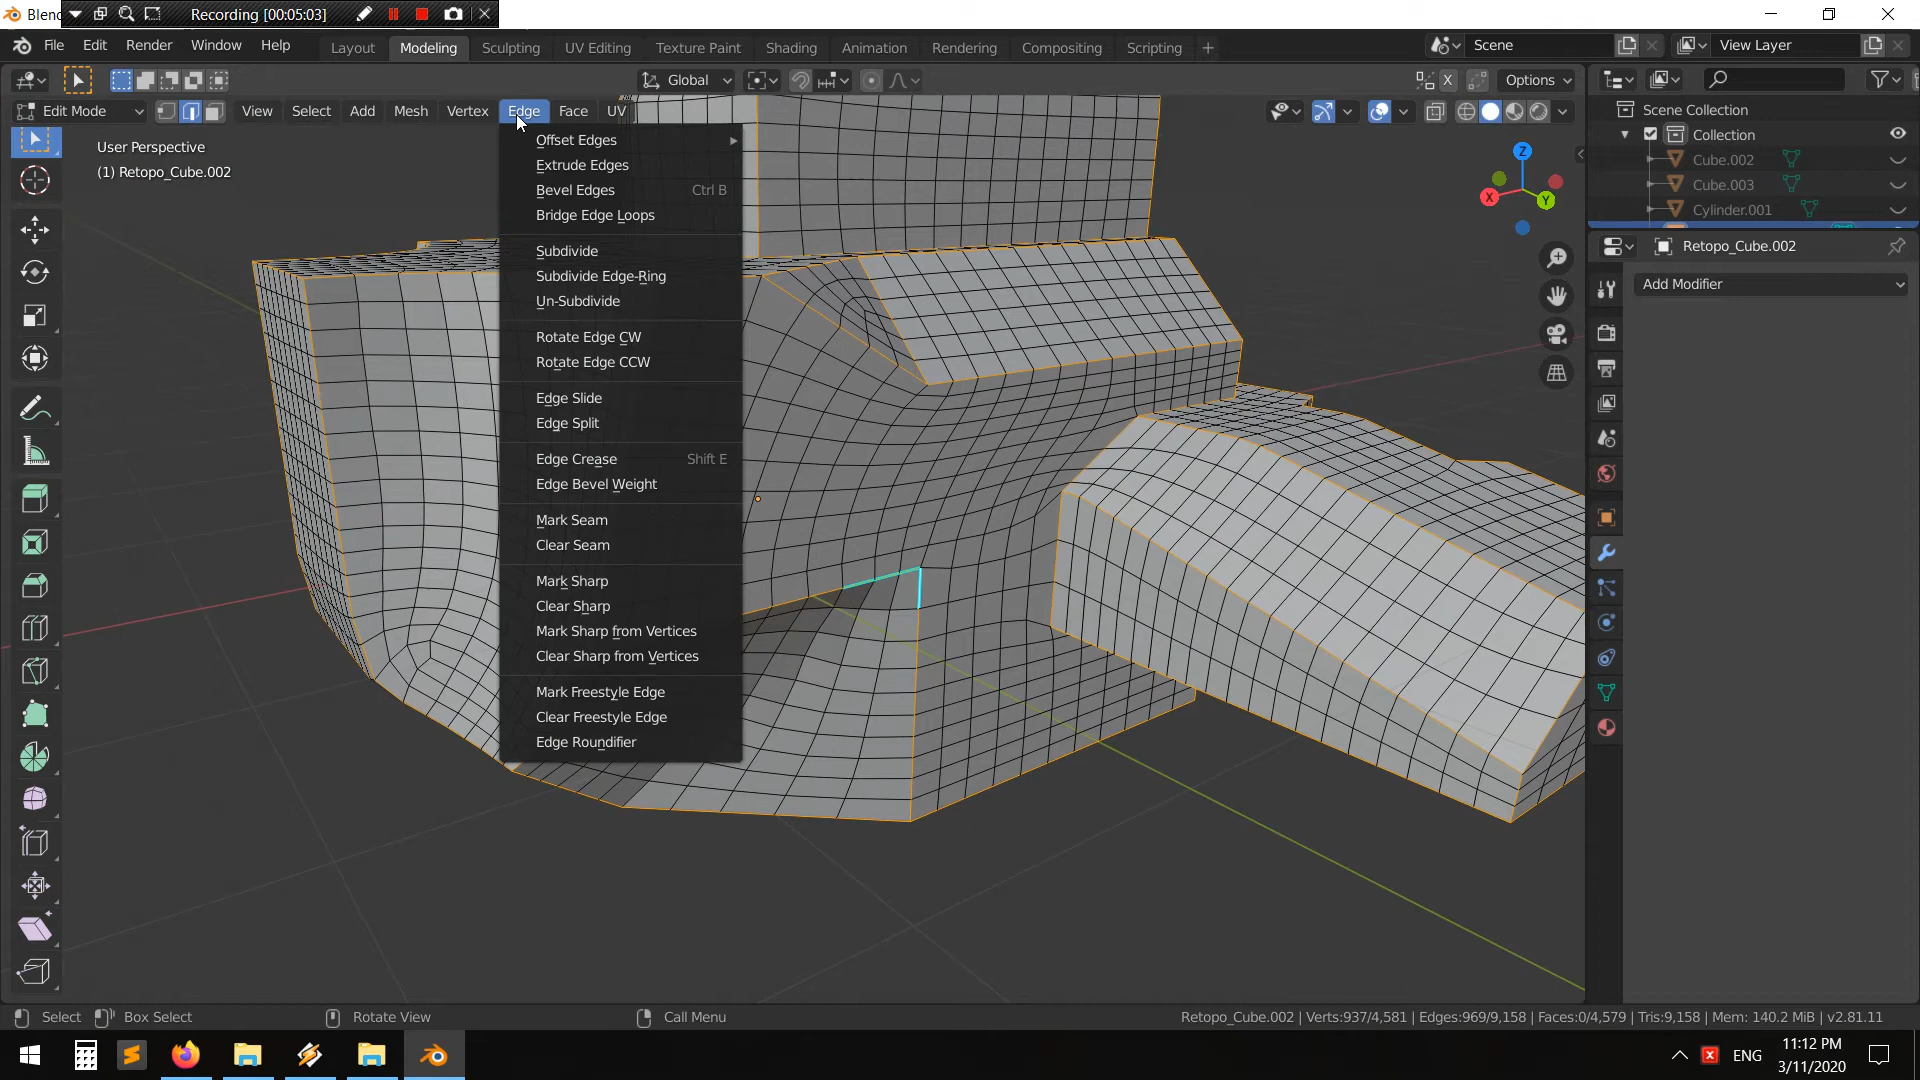 Blen
Recording [00:05:03]
File Edit Render Window Help
Layout Modeling Sculpting UV Editing Texture Paint Shading Animation Rendering Compositing Scripting +
Scene
View Layer
Global
X
Options
Edit Mode View Select Add Mesh Vertex Edge Face UV
User Perspective
(1) Retopo_Cube.002
Offset Edges
Extrude Edges
Bevel Edges Ctrl B
Bridge Edge Loops
Subdivide
Subdivide Edge-Ring
Un-Subdivide
Rotate Edge CW
Rotate Edge CCW
Edge Slide
Edge Split
Edge Crease Shift E
Edge Bevel Weight
Mark Seam
Clear Seam
Mark Sharp
Clear Sharp
Mark Sharp from Vertices
Clear Sharp from Vertices
Mark Freestyle Edge
Clear Freestyle Edge
Edge Roundifier
Z
X
Y
Scene Collection
Collection
Cube.002
Cube.003
Cylinder.001
Retopo_Cube.002
Add Modifier
Select Box Select Rotate View Call Menu
Retopo_Cube.002 | Verts:937/4,581 | Edges:969/9,158 | Faces:0/4,579 | Tris:9,158 | Mem: 140.2 MiB | v2.81.11
ENG
11:12 PM
3/11/2020